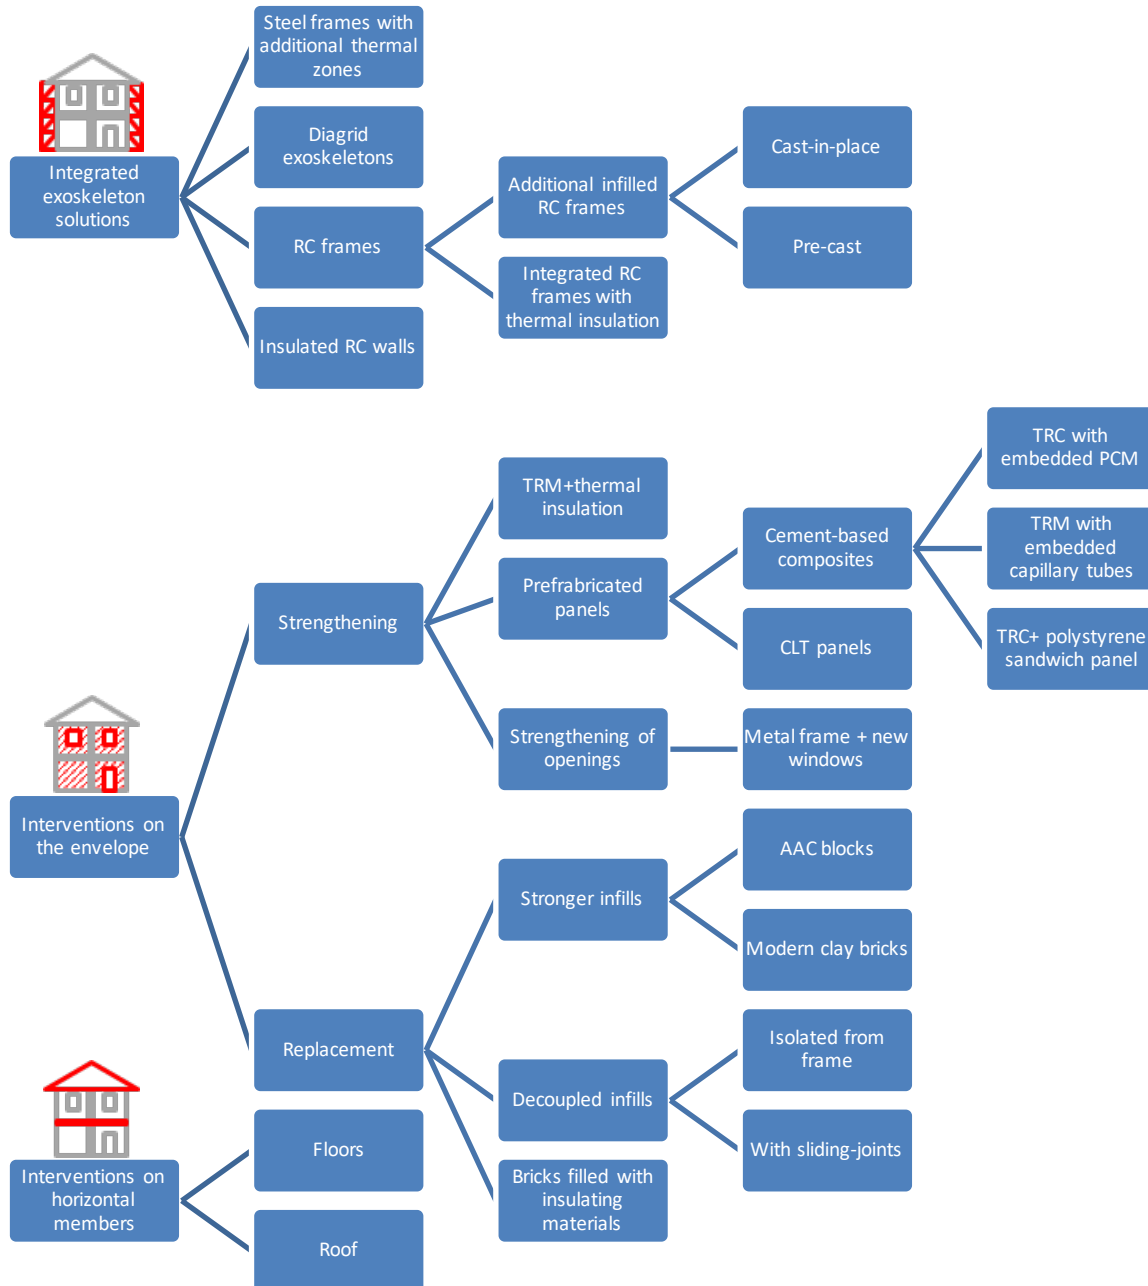 Steel frames with
additional thermal
zones
Diagrid
exoskeletons
Integrated
exoskeleton
solutions
RC frames
Insulated RC walls
Additional infilled
RC frames
Integrated RC
frames with
thermal insulation
Cast-in-place
Pre-cast
Interventions on
the envelope
Strengthening
TRM+thermal
insulation
Prefrabricated
panels
Cement-based
composites
TRC with
embedded PCM
TRM with
embedded
capillary tubes
TRC+ polystyrene
sandwich panel
CLT panels
Strengthening of
openings
Metal frame + new
windows
Replacement
Stronger infills
AAC blocks
Modern clay bricks
Decoupled infills
Isolated from
frame
With sliding-joints
Bricks filled with
insulating
materials
Interventions on
horizontal
members
Floors
Roof